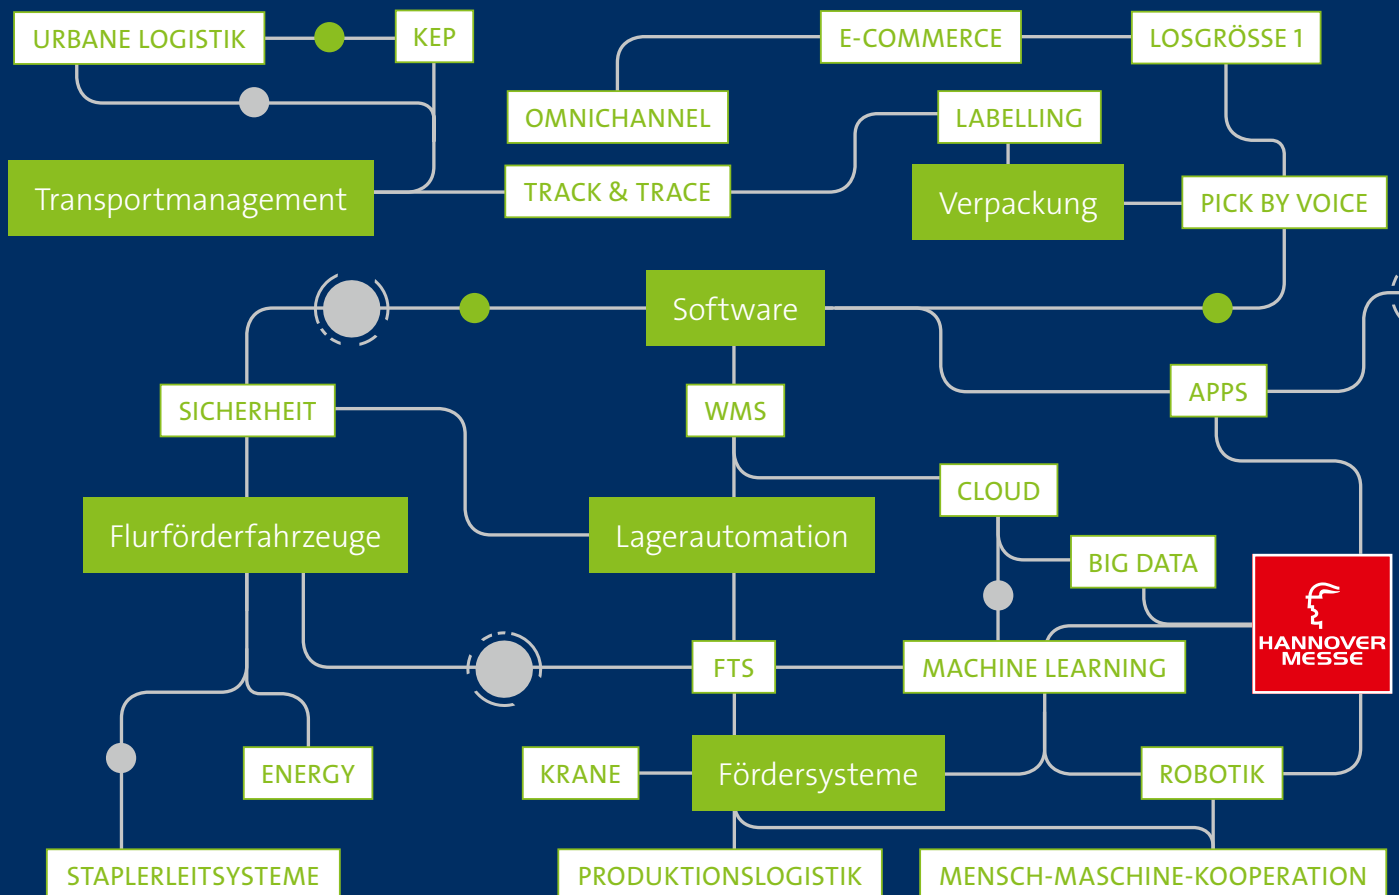 URBANE LOGISTIK
KEP
E-COMMERCE
LOSGRÖSSE 1
OMNICHANNEL
LABELLING
Transportmanagement
TRACK & TRACE
Verpackung
PICK BY VOICE
Software
SICHERHEIT
WMS
APPS
CLOUD
Flurförderfahrzeuge
Lagerautomation
BIG DATA
HANNOVER
MESSE
FTS
MACHINE LEARNING
ENERGY
KRANE
Fördersysteme
ROBOTIK
STAPLERLEITSYSTEME
PRODUKTIONSLOGISTIK
MENSCH-MASCHINE-KOOPERATION